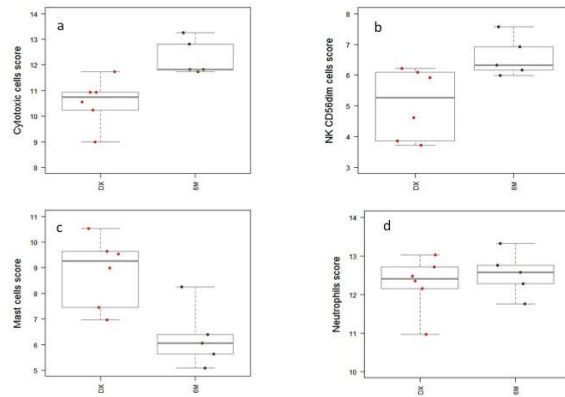 a
Cytotoxic cells score
13
12
11
10
9
8
DX
6M
b
NK CD56dim cells score
8
7
6
5
4
3
DX
6M
c
Mast cells score
11
10
9
8
7
6
5
DX
6M
d
Neutrophils score
14
13
12
11
10
DX
6M